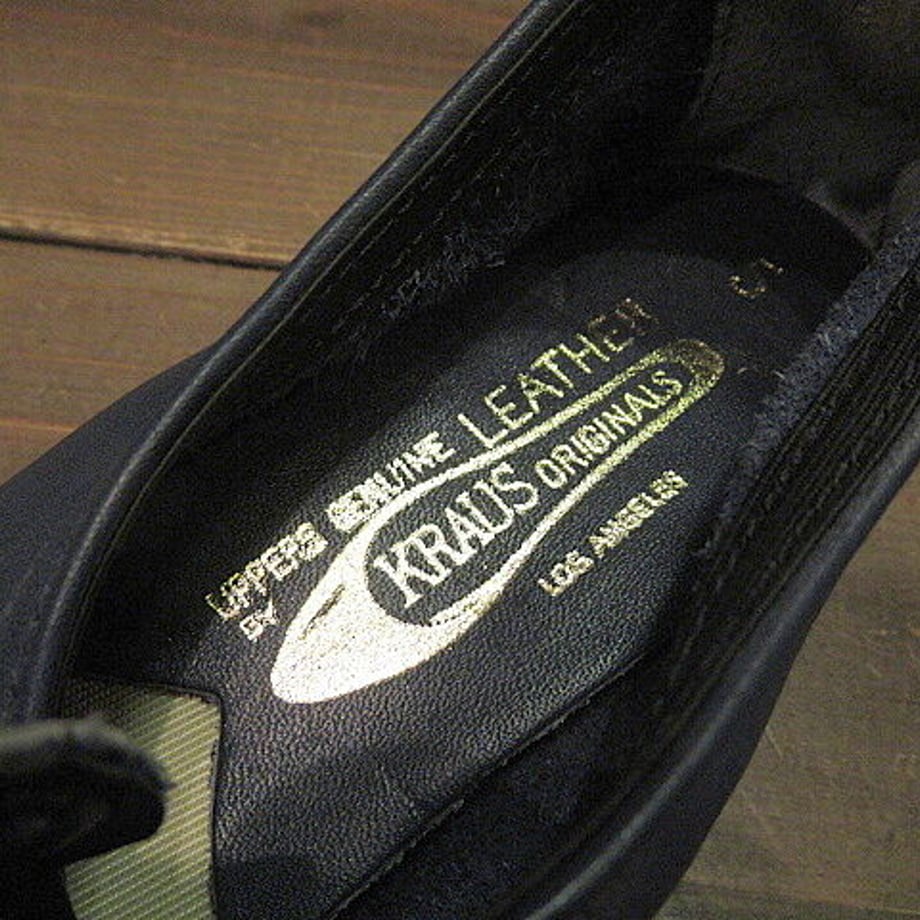 UPPERS GENUINE LEATHER
BY
KRAUS ORIGINALS
LOS ANGELES